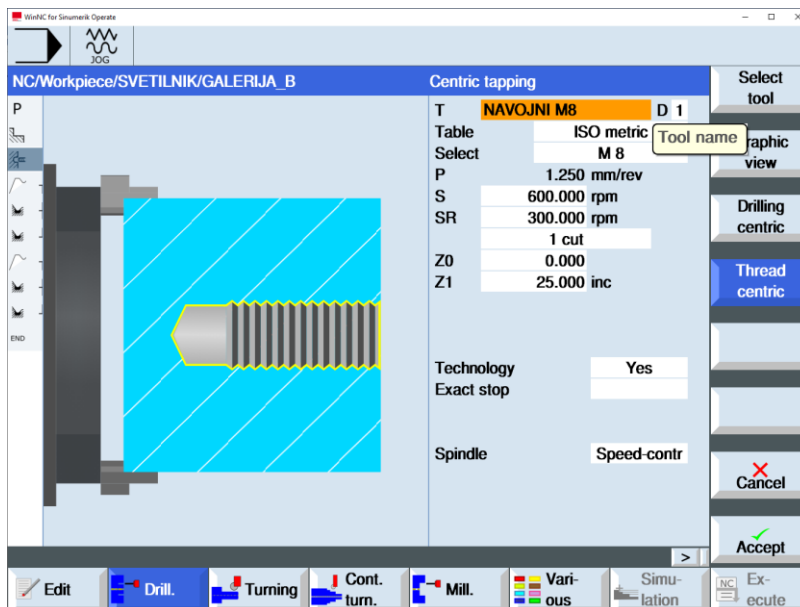 WinNC for Sinumerik Operate
JOG
NC/Workpiece/SVETILNIK/GALERIJA_B
Centric tapping
P
END
T NAVOJNI M8 D 1
Table ISO metric
Tool name
Select M 8
P 1.250 mm/rev
S 600.000 rpm
SR 300.000 rpm
1 cut
Z0 0.000
Z1 25.000 inc
Technology Yes
Exact stop
Spindle Speed-contr
Select
tool
raphic
view
Drilling
centric
Thread
centric
Cancel
Accept
>
Edit
Drill.
Turning
Cont.
turn.
Mill.
Vari-
ous
Simu-
lation
NC
Ex-
ecute